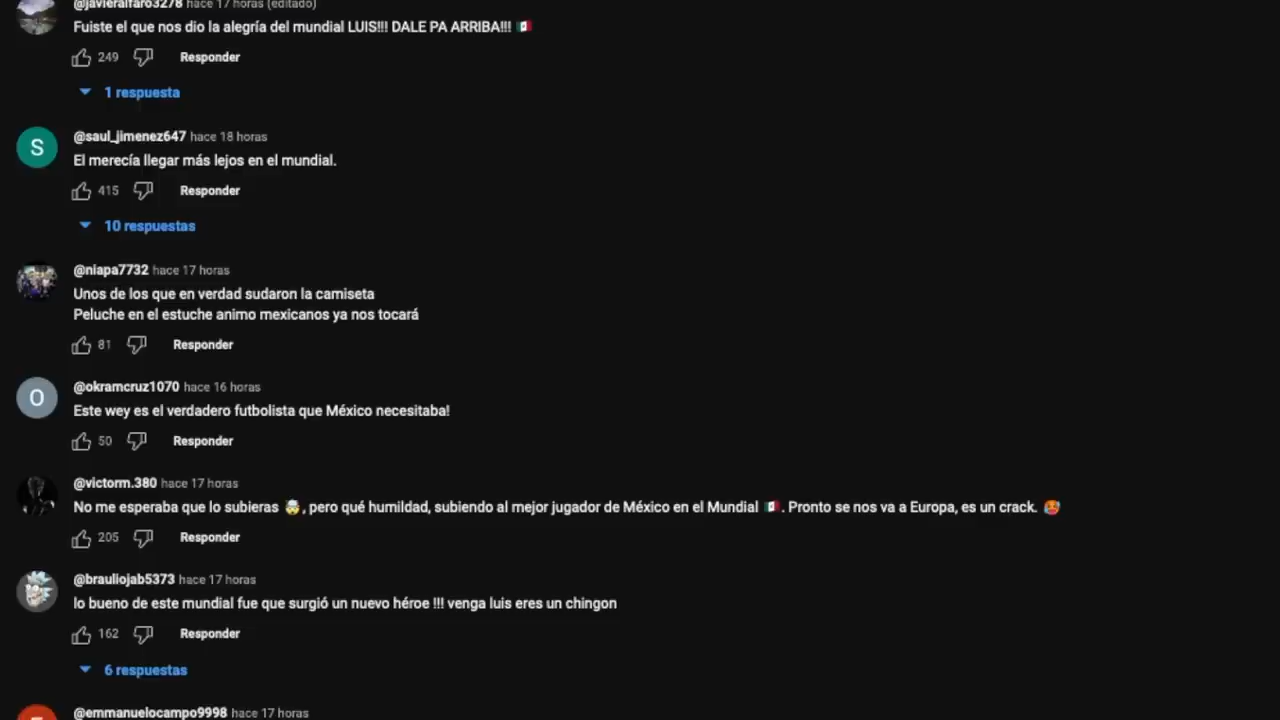 @javieralfaro3278 hace 17 horas (editado)
Fuiste el que nos dio la alegría del mundial LUIS!!! DALE PA ARRIBA!!! 🇲🇽
249 Responder
1 respuesta
S
@saul_jimenez647 hace 18 horas
El merecía llegar más lejos en el mundial.
415 Responder
10 respuestas
@niapa7732 hace 17 horas
Unos de los que en verdad sudaron la camiseta
Peluche en el estuche animo mexicanos ya nos tocará
81 Responder
O
@okramcruz1070 hace 16 horas
Este wey es el verdadero futbolista que México necesitaba!
50 Responder
@victorm.380 hace 17 horas
No me esperaba que lo subieras 🤯, pero qué humildad, subiendo al mejor jugador de México en el Mundial 🇲🇽. Pronto se nos va a Europa, es un crack. 🥵
205 Responder
@brauliojab5373 hace 17 horas
lo bueno de este mundial fue que surgió un nuevo héroe !!! venga luis eres un chingon
162 Responder
6 respuestas
@emmanuelocampo9998 hace 17 horas